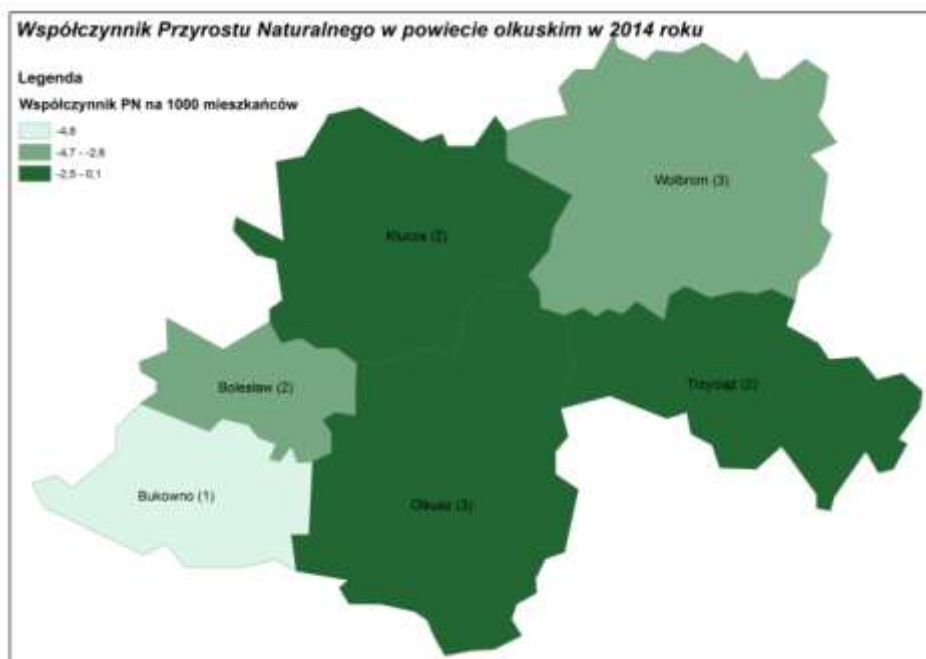 Współczynnik Przyrostu Naturalnego w powiecie olkuskim w 2014 roku
Legenda
Współczynnik PN na 1000 mieszkańców
-4,8
-4,7 - -2,6
-2,5 - 0,1
Wolbrom (3)
Klucze (2)
Bolesław (2)
Trzyciąż (2)
Bukowno (1)
Olkusz (3)